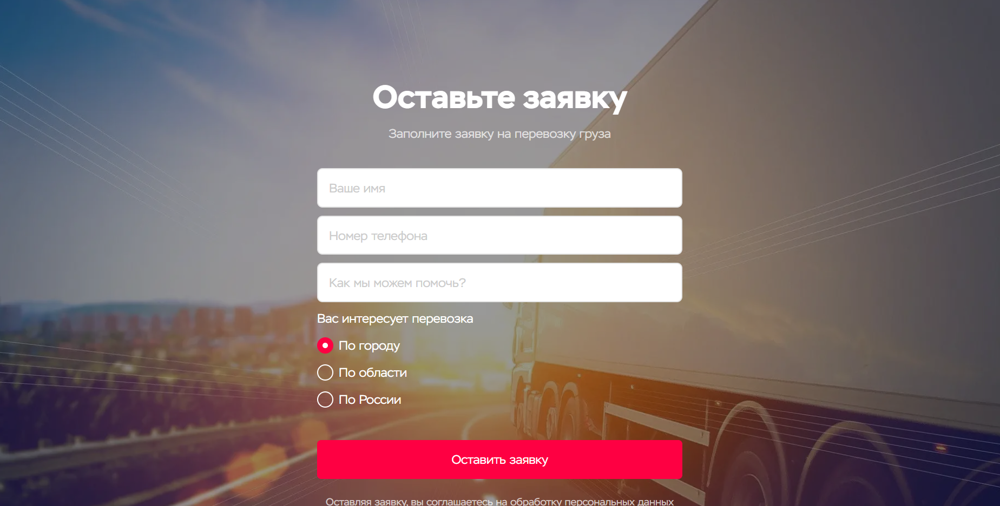 Оставьте заявку
Заполните заявку на перевозку груза
Ваше имя
Номер телефона
Как мы можем помочь?
Вас интересует перевозка
По городу
По области
По России
Оставить заявку
Оставляя заявку, вы соглашаетесь на обработку персональных данных